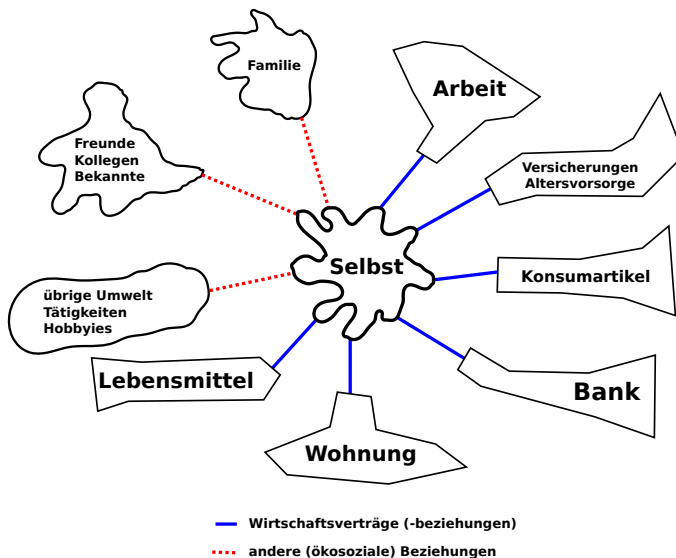 Familie
Arbeit
Freunde
Kollegen
Bekannte
Versicherungen
Altersvorsorge
Selbst
Konsumartikel
übrige Umwelt
Tätigkeiten
Hobbyies
Lebensmittel
Bank
Wohnung
Wirtschaftsverträge (-beziehungen)
andere (ökosoziale) Beziehungen